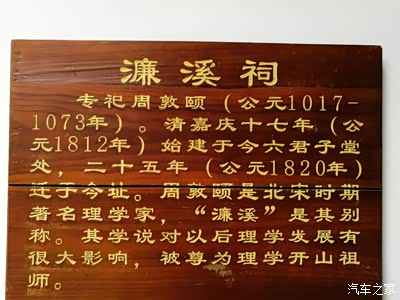 濂溪祠
专祀周敦颐（公元1017-
1073年）。清嘉庆十七年（公
元1812年）始建于今六君子堂
处，二十五年（公元1820年）
迁于今址。周敦颐是北宋时期
著名理学家，“濂溪”是其别
称。其学说对以后理学发展有
很大影响，被尊为理学开山祖
师。
汽车之家